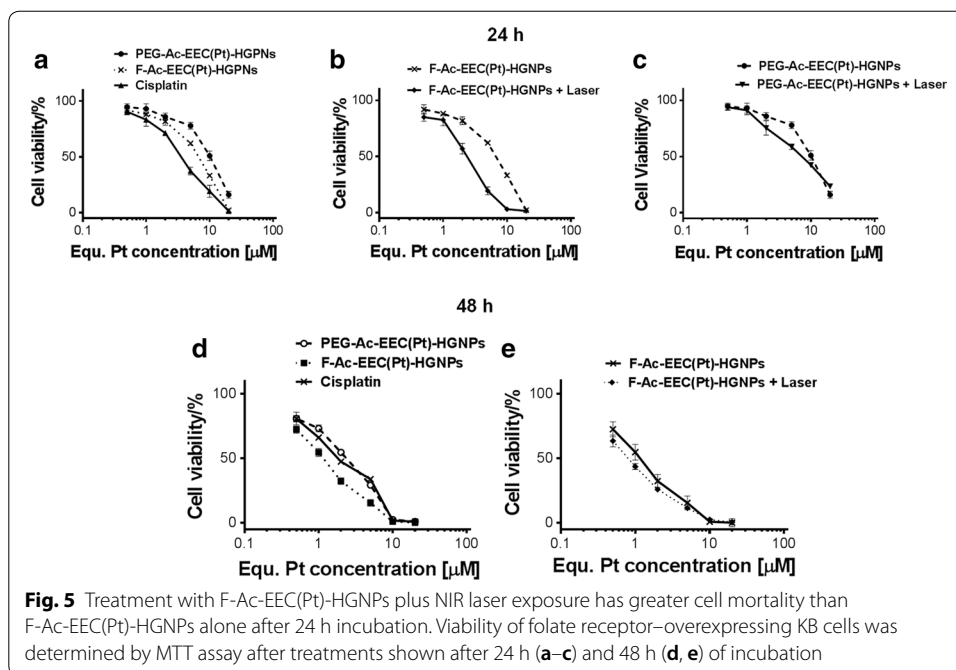 24 h
a
PEG-Ac-EEC(Pt)-HGPNs
F-Ac-EEC(Pt)-HGPNs
Cisplatin
100
50
0
Cell viability/%
0.1
1
10
100
Equ. Pt concentration [µM]
b
F-Ac-EEC(Pt)-HGNPs
F-Ac-EEC(Pt)-HGNPs + Laser
100
50
0
Cell viability/%
0.1
1
10
100
Equ. Pt concentration [µM]
c
PEG-Ac-EEC(Pt)-HGNPs
PEG-Ac-EEC(Pt)-HGNPs + Laser
100
50
0
Cell Viability/%
0.1
1
10
100
Equ. Pt concentration [µM]
48 h
d
PEG-Ac-EEC(Pt)-HGNPs
F-Ac-EEC(Pt)-HGNPs
Cisplatin
100
50
0
Cell viability/%
0.1
1
10
100
Equ. Pt concentration [µM]
e
F-Ac-EEC(Pt)-HGNPs
F-Ac-EEC(Pt)-HGNPs + Laser
100
50
0
Cell viability/%
0.1
1
10
100
Equ. Pt concentration [µM]
Fig. 5 Treatment with F-Ac-EEC(Pt)-HGNPs plus NIR laser exposure has greater cell mortality than
F-Ac-EEC(Pt)-HGNPs alone after 24 h incubation. Viability of folate receptor–overexpressing KB cells was
determined by MTT assay after treatments shown after 24 h (a–c) and 48 h (d, e) of incubation